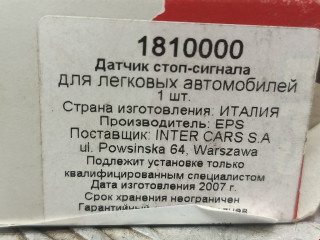 1810000
Датчик стоп-сигнала
для легковых автомобилей
1 шт.
Страна изготовления: ИТАЛИЯ
Производитель: EPS
Поставщик: INTER CARS S.A
ul. Powsinska 64, Warszawa
Подлежит установке только
квалифицированным специалистом
Дата изготовления 2007 г.
Срок хранения неограничен
Гарантийный